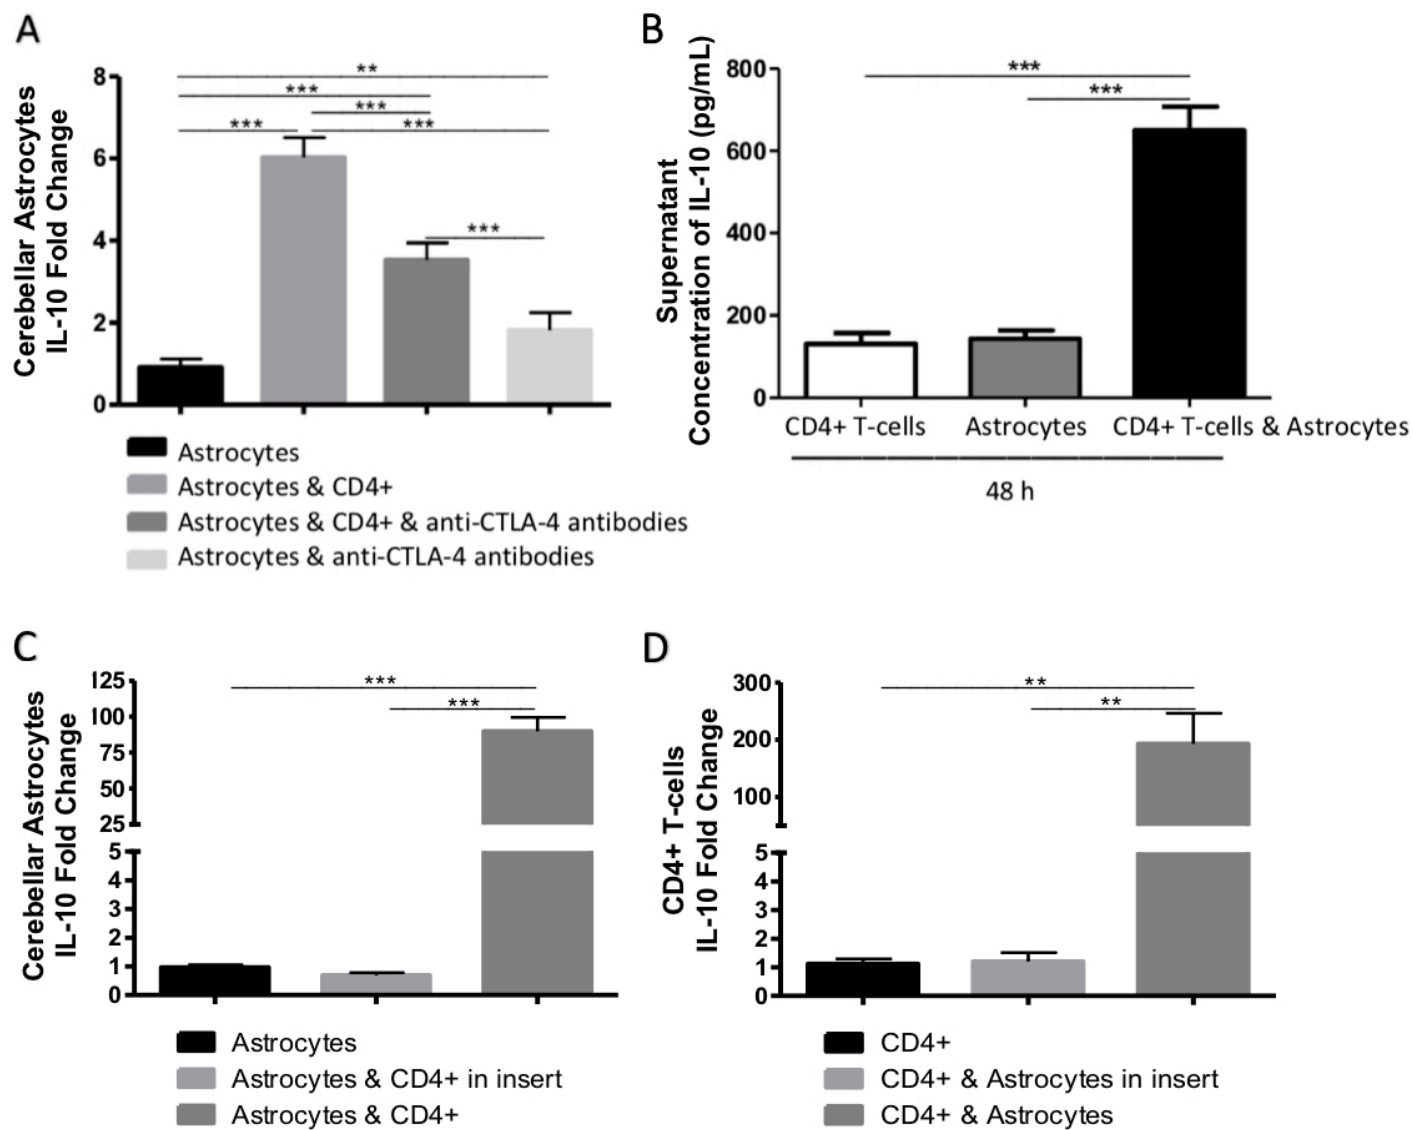 A
Cerebellar Astrocytes
IL-10 Fold Change
8
6
4
2
0
**
***
***
***
***
***
Astrocytes
Astrocytes & CD4+
Astrocytes & CD4+ & anti-CTLA-4 antibodies
Astrocytes & anti-CTLA-4 antibodies
B
Supernatant
Concentration of IL-10 (pg/mL)
800
600
400
200
0
***
***
CD4+ T-cells
Astrocytes
CD4+ T-cells & Astrocytes
48 h
C
Cerebellar Astrocytes
IL-10 Fold Change
125
100
75
50
25
5
4
3
2
1
0
***
***
Astrocytes
Astrocytes & CD4+ in insert
Astrocytes & CD4+
D
CD4+ T-cells
IL-10 Fold Change
300
200
100
5
4
3
2
1
0
**
**
CD4+
CD4+ & Astrocytes in insert
CD4+ & Astrocytes